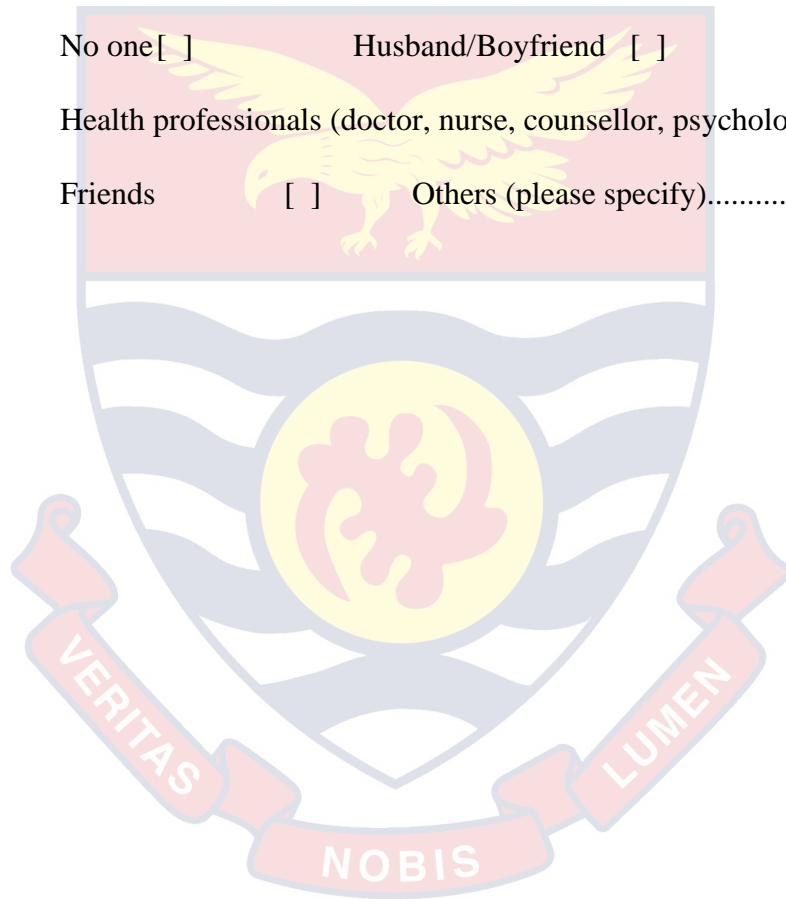 No one[ ] Husband/Boyfriend [ ]
Health professionals (doctor, nurse, counsellor, psycholo
Friends [ ] Others (please specify)..........
VERITAS
NOBIS
LUMEN